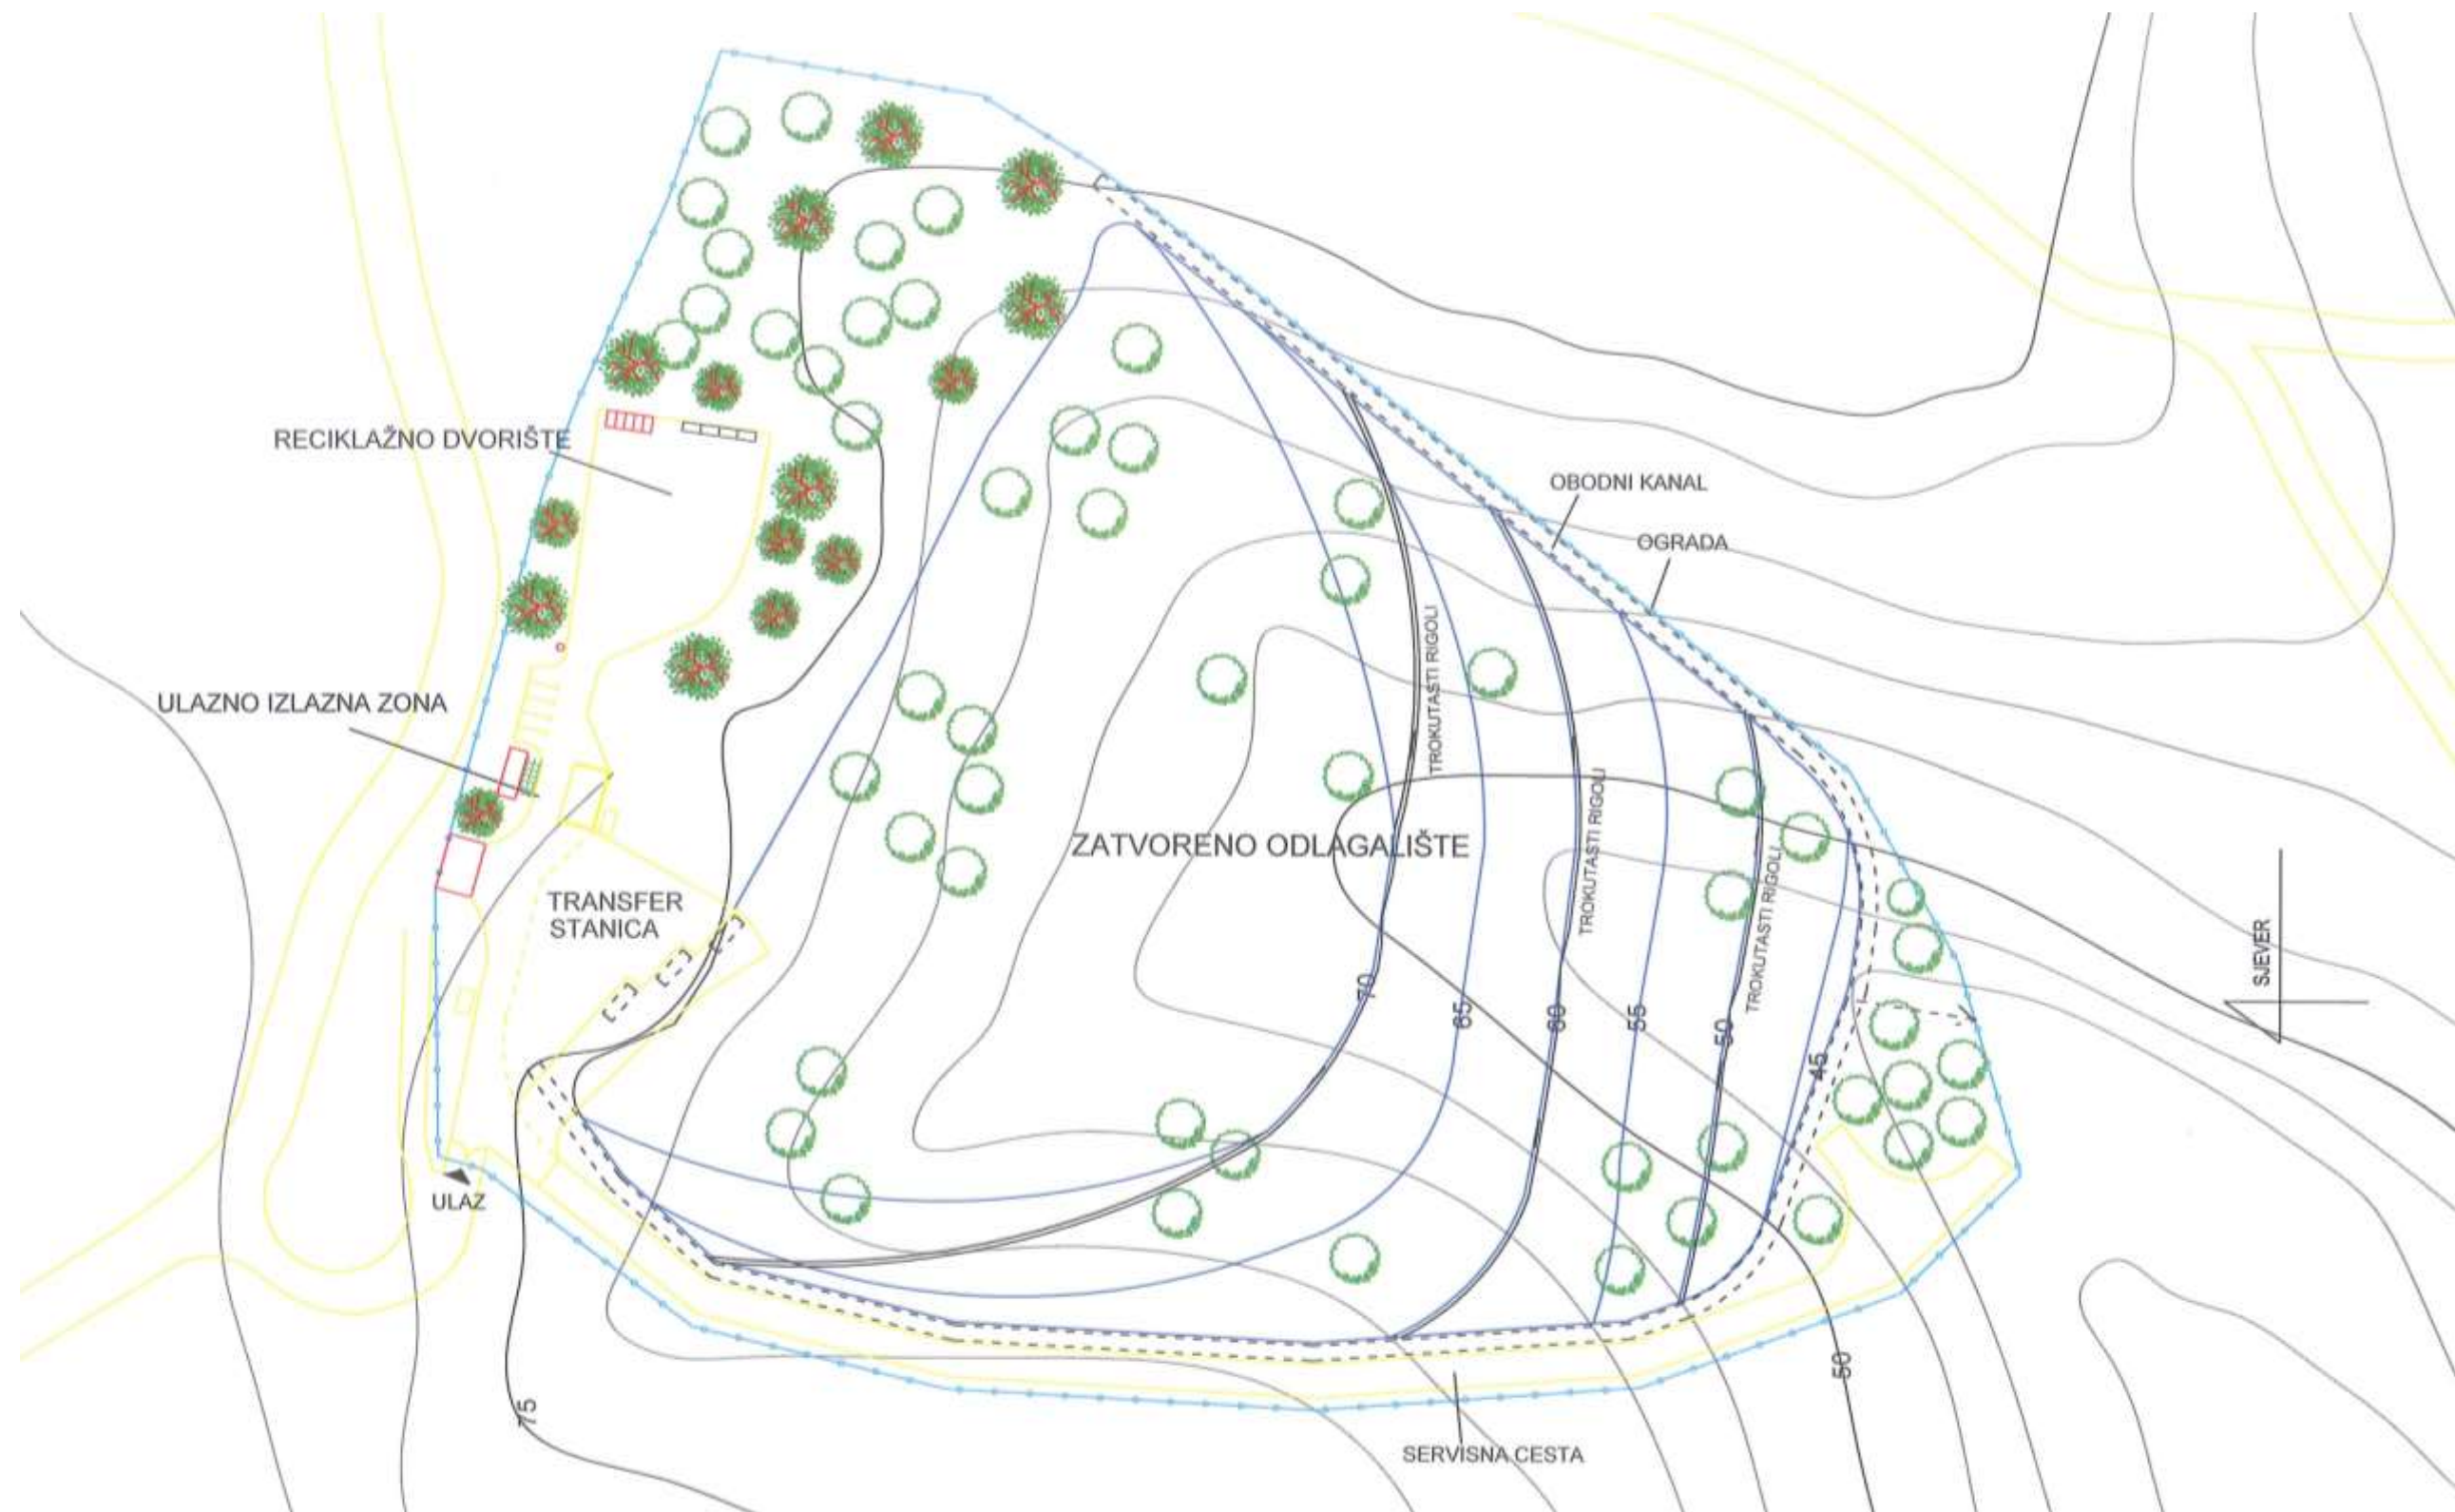 RECIKLAŽNO DVORIŠTE
OBODNI KANAL
OGRADA
TROKUTASTI RIGOLI
ULAZNO IZLAZNA ZONA
TROKUTASTI RIGOLI
ZATVORENO ODLAGALIŠTE
TROKUTASTI RIGOLI
TRANSFER
STANICA
SJEVER
70
65
60
55
50
45
ULAZ
50
75
SERVISNA CESTA